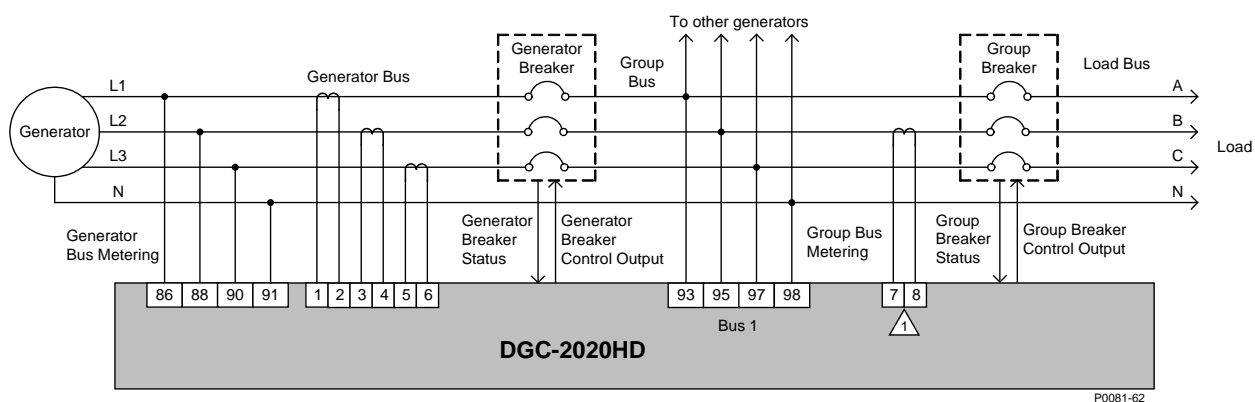 To other generators
Generator
Breaker
Group
Breaker
Generator Bus
Group
Bus
Load Bus
L1
A
L2
B
Generator
Load
L3
C
N
N
Generator
Bus Metering
Generator
Breaker
Status
Generator
Breaker
Control Output
Group Bus
Metering
Group
Breaker
Status
Group Breaker
Control Output
86 88 90 91 1 2 3 4 5 6 93 95 97 98 7 8
Bus 1
1
DGC-2020HD
P0081-62